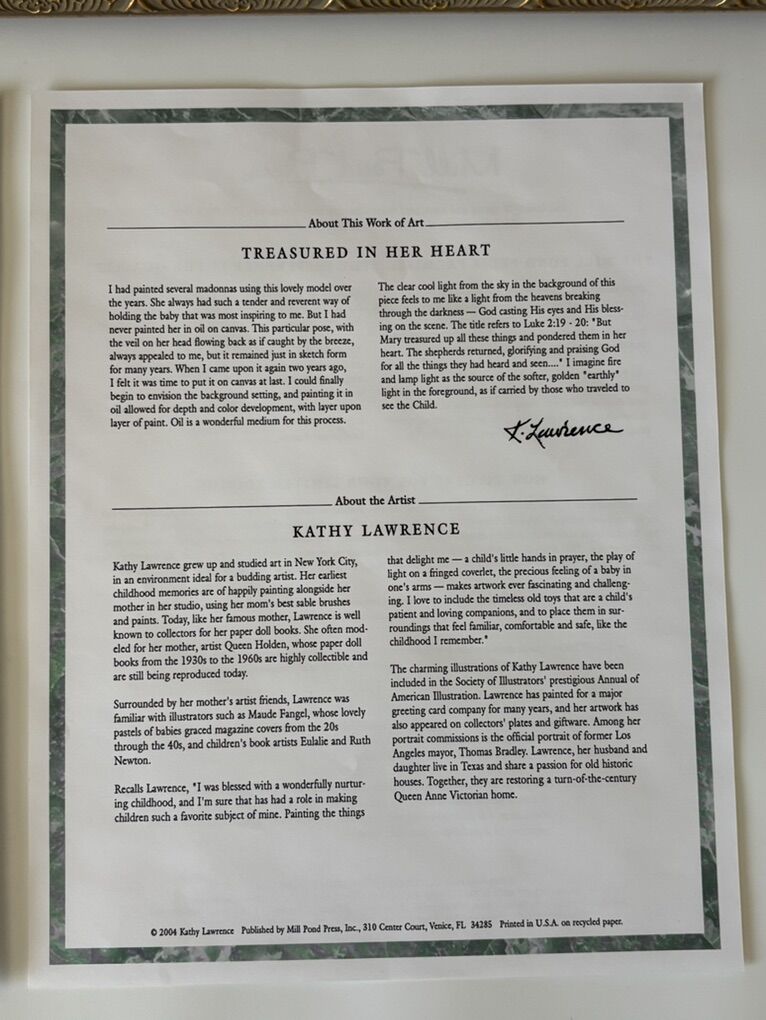 About This Work of Art
TREASURED IN HER HEART
I had painted several madonnas using this lovely model over
the years. She always had such a tender and reverent way of
holding the baby that was most inspiring to me. But I had
never painted her in oil on canvas. This particular pose, with
the veil on her head flowing back as if caught by the breeze,
always appealed to me, but it remained just in sketch form
for many years. When I came upon it again two years ago,
I felt it was time to put it on canvas at last. I could finally
begin to envision the background setting, and painting it in
oil allowed for depth and color development, with layer upon
layer of paint. Oil is a wonderful medium for this process.
The clear cool light from the sky in the background of this
piece feels to me like a light from the heavens breaking
through the darkness — God casting His eyes and His bless-
ing on the scene. The title refers to Luke 2:19 - 20: "But
Mary treasured up all these things and pondered them in her
heart. The shepherds returned, glorifying and praising God
for all the things they had heard and seen...." I imagine fire
and lamp light as the source of the softer, golden "earthly"
light in the foreground, as if carried by those who traveled to
see the Child.
K. Lawrence
About the Artist
KATHY LAWRENCE
Kathy Lawrence grew up and studied art in New York City,
in an environment ideal for a budding artist. Her earliest
childhood memories are of happily painting alongside her
mother in her studio, using her mom's best sable brushes
and paints. Today, like her famous mother, Lawrence is well
known to collectors for her paper doll books. She often mod-
eled for her mother, artist Queen Holden, whose paper doll
books from the 1930s to the 1960s are highly collectible and
are still being reproduced today.
Surrounded by her mother's artist friends, Lawrence was
familiar with illustrators such as Maude Fangel, whose lovely
pastels of babies graced magazine covers from the 20s
through the 40s, and children's book artists Eulalie and Ruth
Newton.
Recalls Lawrence, "I was blessed with a wonderfully nurtur-
ing childhood, and I'm sure that has had a role in making
children such a favorite subject of mine. Painting the things
that delight me — a child's little hands in prayer, the play of
light on a fringed coverlet, the precious feeling of a baby in
one's arms — makes artwork ever fascinating and challeng-
ing. I love to include the timeless old toys that are a child's
patient and loving companions, and to place them in sur-
roundings that feel familiar, comfortable and safe, like the
childhood I remember."
The charming illustrations of Kathy Lawrence have been
included in the Society of Illustrators' prestigious Annual of
American Illustration. Lawrence has painted for a major
greeting card company for many years, and her artwork has
also appeared on collectors' plates and giftware. Among her
portrait commissions is the official portrait of former Los
Angeles mayor, Thomas Bradley. Lawrence, her husband and
daughter live in Texas and share a passion for old historic
houses. Together, they are restoring a turn-of-the-century
Queen Anne Victorian home.
© 2004 Kathy Lawrence Published by Mill Pond Press, Inc., 310 Center Court, Venice, FL 34285 Printed in U.S.A. on recycled paper.